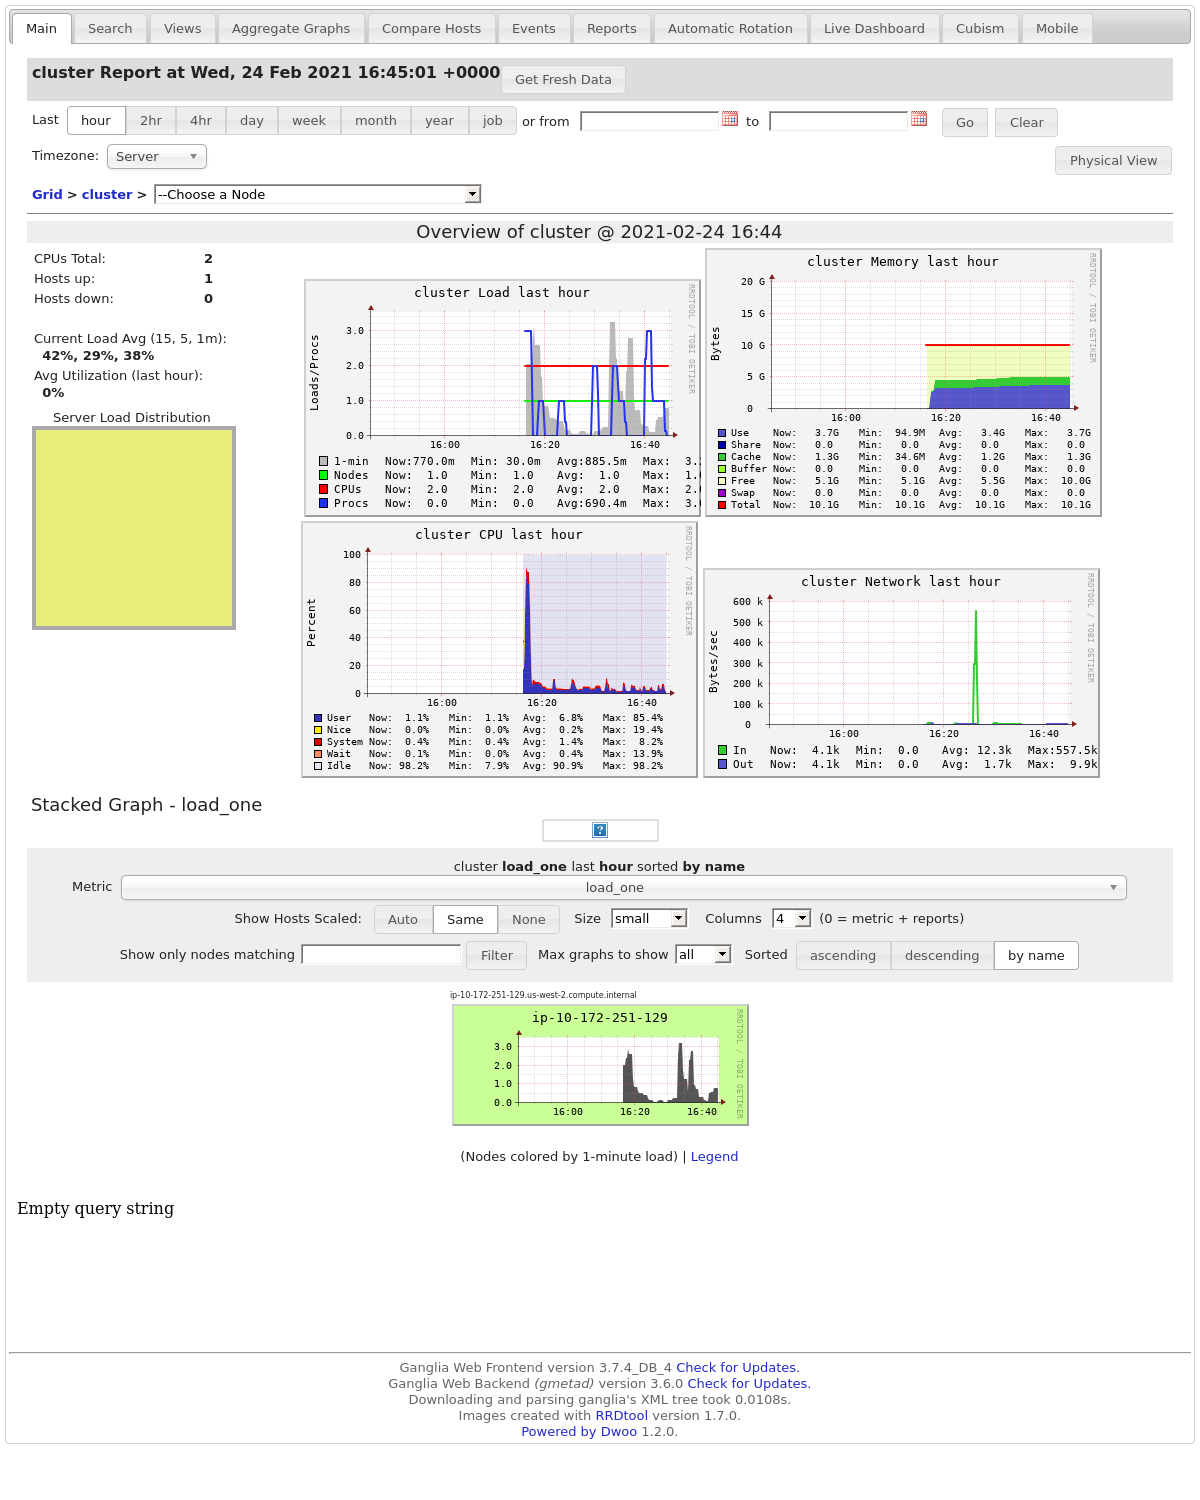 Main Search Views Aggregate Graphs Compare Hosts Events Reports Automatic Rotation Live Dashboard Cubism Mobile
cluster Report at Wed, 24 Feb 2021 16:45:01 +0000 Get Fresh Data
Last hour 2hr 4hr day week month year job or from to Go Clear
Timezone: Server
Physical View
Grid > cluster > --Choose a Node
Overview of cluster @ 2021-02-24 16:44
CPUs Total: 2
Hosts up: 1
Hosts down: 0
Current Load Avg (15, 5, 1m):
42%, 29%, 38%
Avg Utilization (last hour):
0%
Server Load Distribution
cluster Load last hour
RRDTOOL / TOBI OETIKER
Loads/Procs
3.0
2.0
1.0
0.0
16:00 16:20 16:40
1-min Now:770.0m Min: 30.0m Avg:885.5m Max: 3.
Nodes Now: 1.0 Min: 1.0 Avg: 1.0 Max: 1.
CPUs Now: 2.0 Min: 2.0 Avg: 2.0 Max: 2.
Procs Now: 0.0 Min: 0.0 Avg:690.4m Max: 3.
cluster Memory last hour
RRDTOOL / TOBI OETIKER
Bytes
20 G
15 G
10 G
5 G
0
16:00 16:20 16:40
Use Now: 3.7G Min: 94.9M Avg: 3.4G Max: 3.7G
Share Now: 0.0 Min: 0.0 Avg: 0.0 Max: 0.0
Cache Now: 1.3G Min: 34.6M Avg: 1.2G Max: 1.3G
Buffer Now: 0.0 Min: 0.0 Avg: 0.0 Max: 0.0
Free Now: 5.1G Min: 5.1G Avg: 5.5G Max: 10.0G
Swap Now: 0.0 Min: 0.0 Avg: 0.0 Max: 0.0
Total Now: 10.1G Min: 10.1G Avg: 10.1G Max: 10.1G
cluster CPU last hour
RRDTOOL / TOBI OETIKER
Percent
100
80
60
40
20
0
16:00 16:20 16:40
User Now: 1.1% Min: 1.1% Avg: 6.8% Max: 85.4%
Nice Now: 0.0% Min: 0.0% Avg: 0.2% Max: 19.4%
System Now: 0.4% Min: 0.4% Avg: 1.4% Max: 8.2%
Wait Now: 0.1% Min: 0.0% Avg: 0.4% Max: 13.9%
Idle Now: 98.2% Min: 7.9% Avg: 90.9% Max: 98.2%
cluster Network last hour
RRDTOOL / TOBI OETIKER
Bytes/sec
600 k
500 k
400 k
300 k
200 k
100 k
0
16:00 16:20 16:40
In Now: 4.1k Min: 0.0 Avg: 12.3k Max:557.5k
Out Now: 4.1k Min: 0.0 Avg: 1.7k Max: 9.9k
Stacked Graph - load_one
?
cluster load_one last hour sorted by name
Metric load_one
Show Hosts Scaled: Auto Same None Size small Columns 4 (0 = metric + reports)
Show only nodes matching Filter Max graphs to show all Sorted ascending descending by name
ip-10-172-251-129.us-west-2.compute.internal
ip-10-172-251-129
RRDTOOL / TOBI OETIKER
3.0
2.0
1.0
0.0
16:00 16:20 16:40
(Nodes colored by 1-minute load) | Legend
Empty query string
Ganglia Web Frontend version 3.7.4_DB_4 Check for Updates.
Ganglia Web Backend (gmetad) version 3.6.0 Check for Updates.
Downloading and parsing ganglia's XML tree took 0.0108s.
Images created with RRDtool version 1.7.0.
Powered by Dwoo 1.2.0.